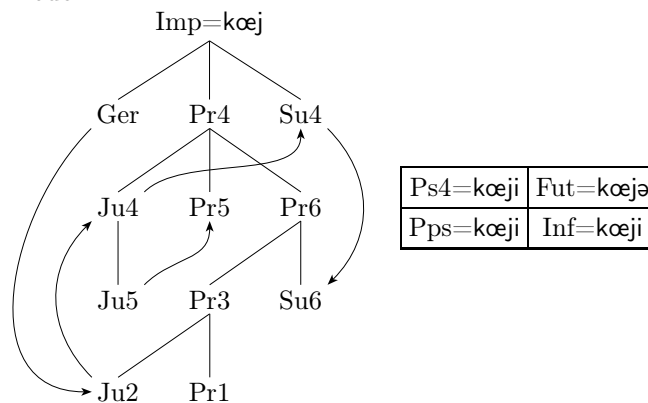 Imp=kœj
Ger Pr4 Su4
Ju4 Pr5 Pr6
Ps4=kœji Fut=kœjə
Pps=kœji Inf=kœji
Ju5 Pr3 Su6
Ju2 Pr1